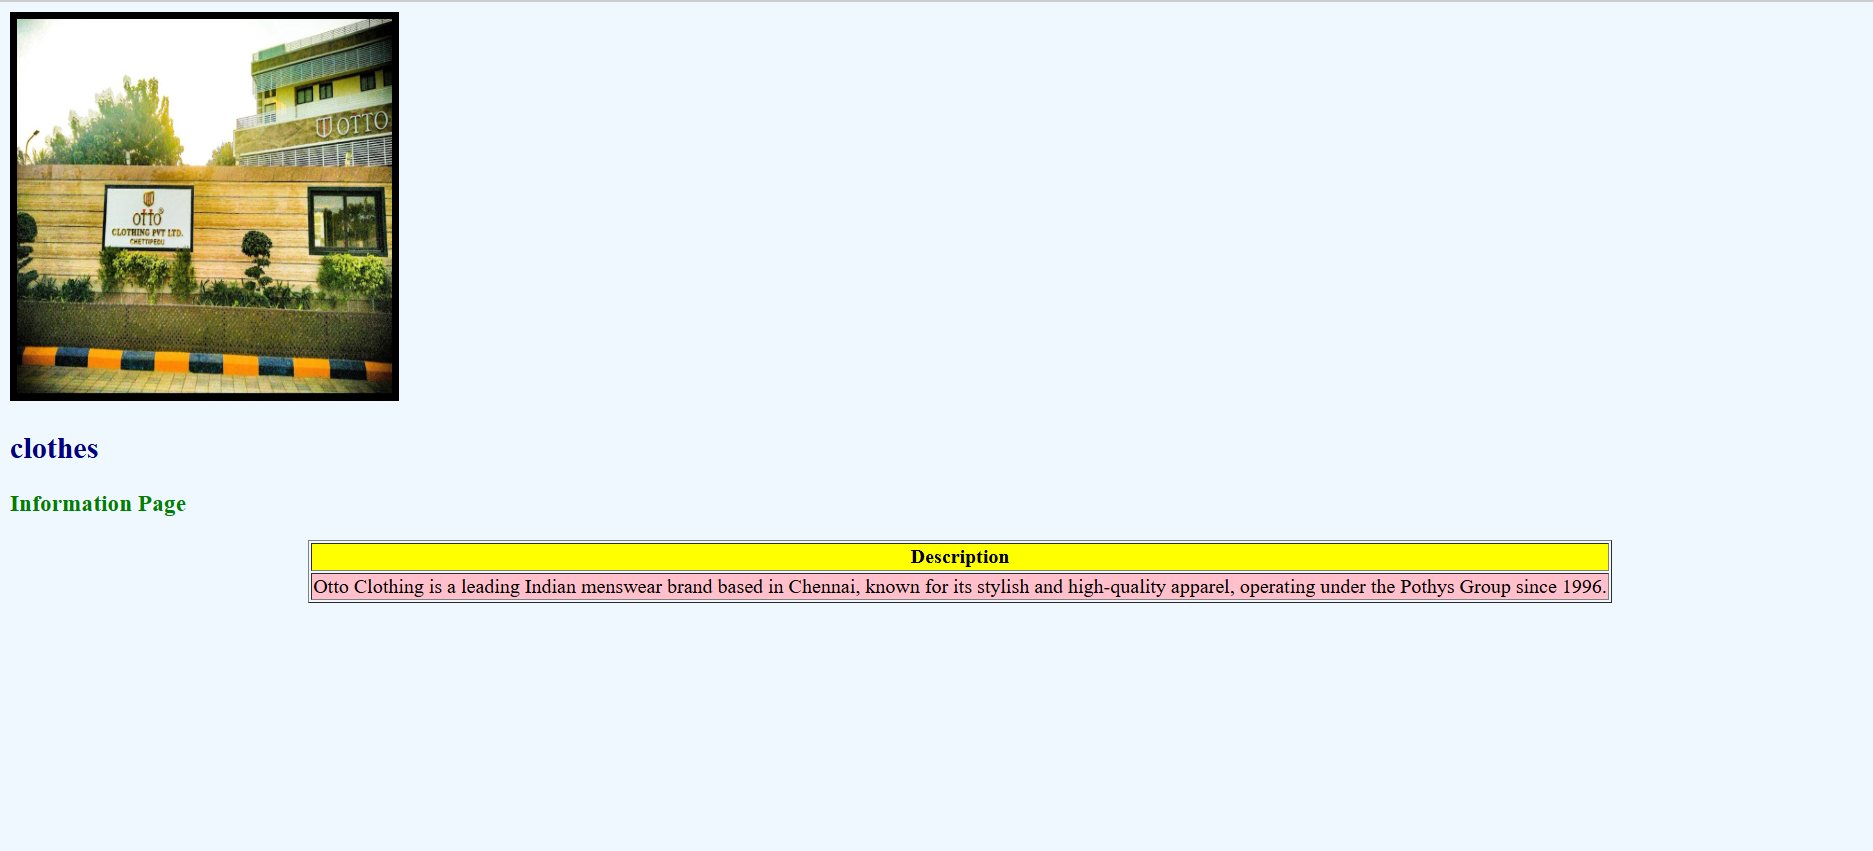 OTTO
OTTO
CLOTHING PVT LTD.
CHETTIPEDU
clothes
Information Page
Description
Otto Clothing is a leading Indian menswear brand based in Chennai, known for its stylish and high-quality apparel, operating under the Pothys Group since 1996.